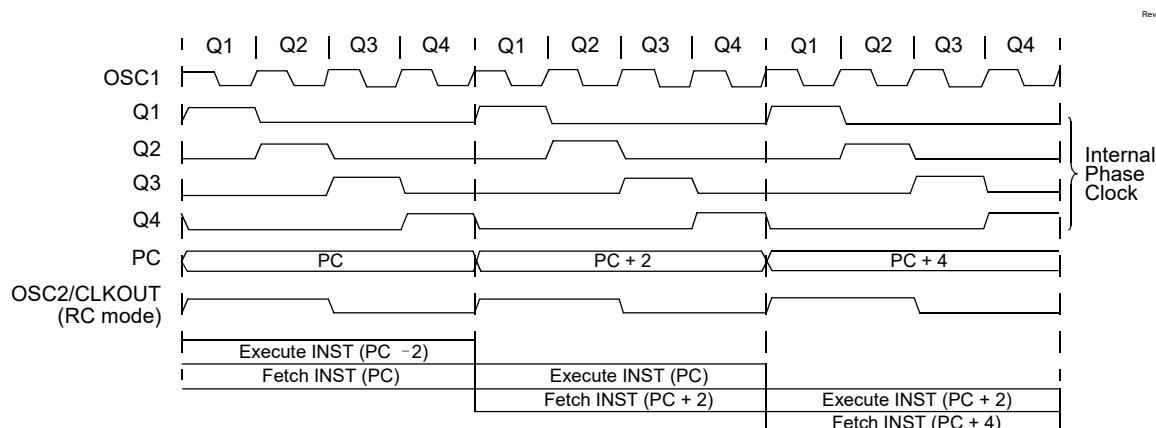 Rev
Q1 Q2 Q3 Q4 Q1 Q2 Q3 Q4 Q1 Q2 Q3 Q4
OSC1
Q1
Q2
Q3
Q4
Internal
Phase
Clock
PC PC PC + 2 PC + 4
OSC2/CLKOUT
(RC mode)
Execute INST (PC – 2)
Fetch INST (PC) Execute INST (PC)
Fetch INST (PC + 2) Execute INST (PC + 2)
Fetch INST (PC + 4)